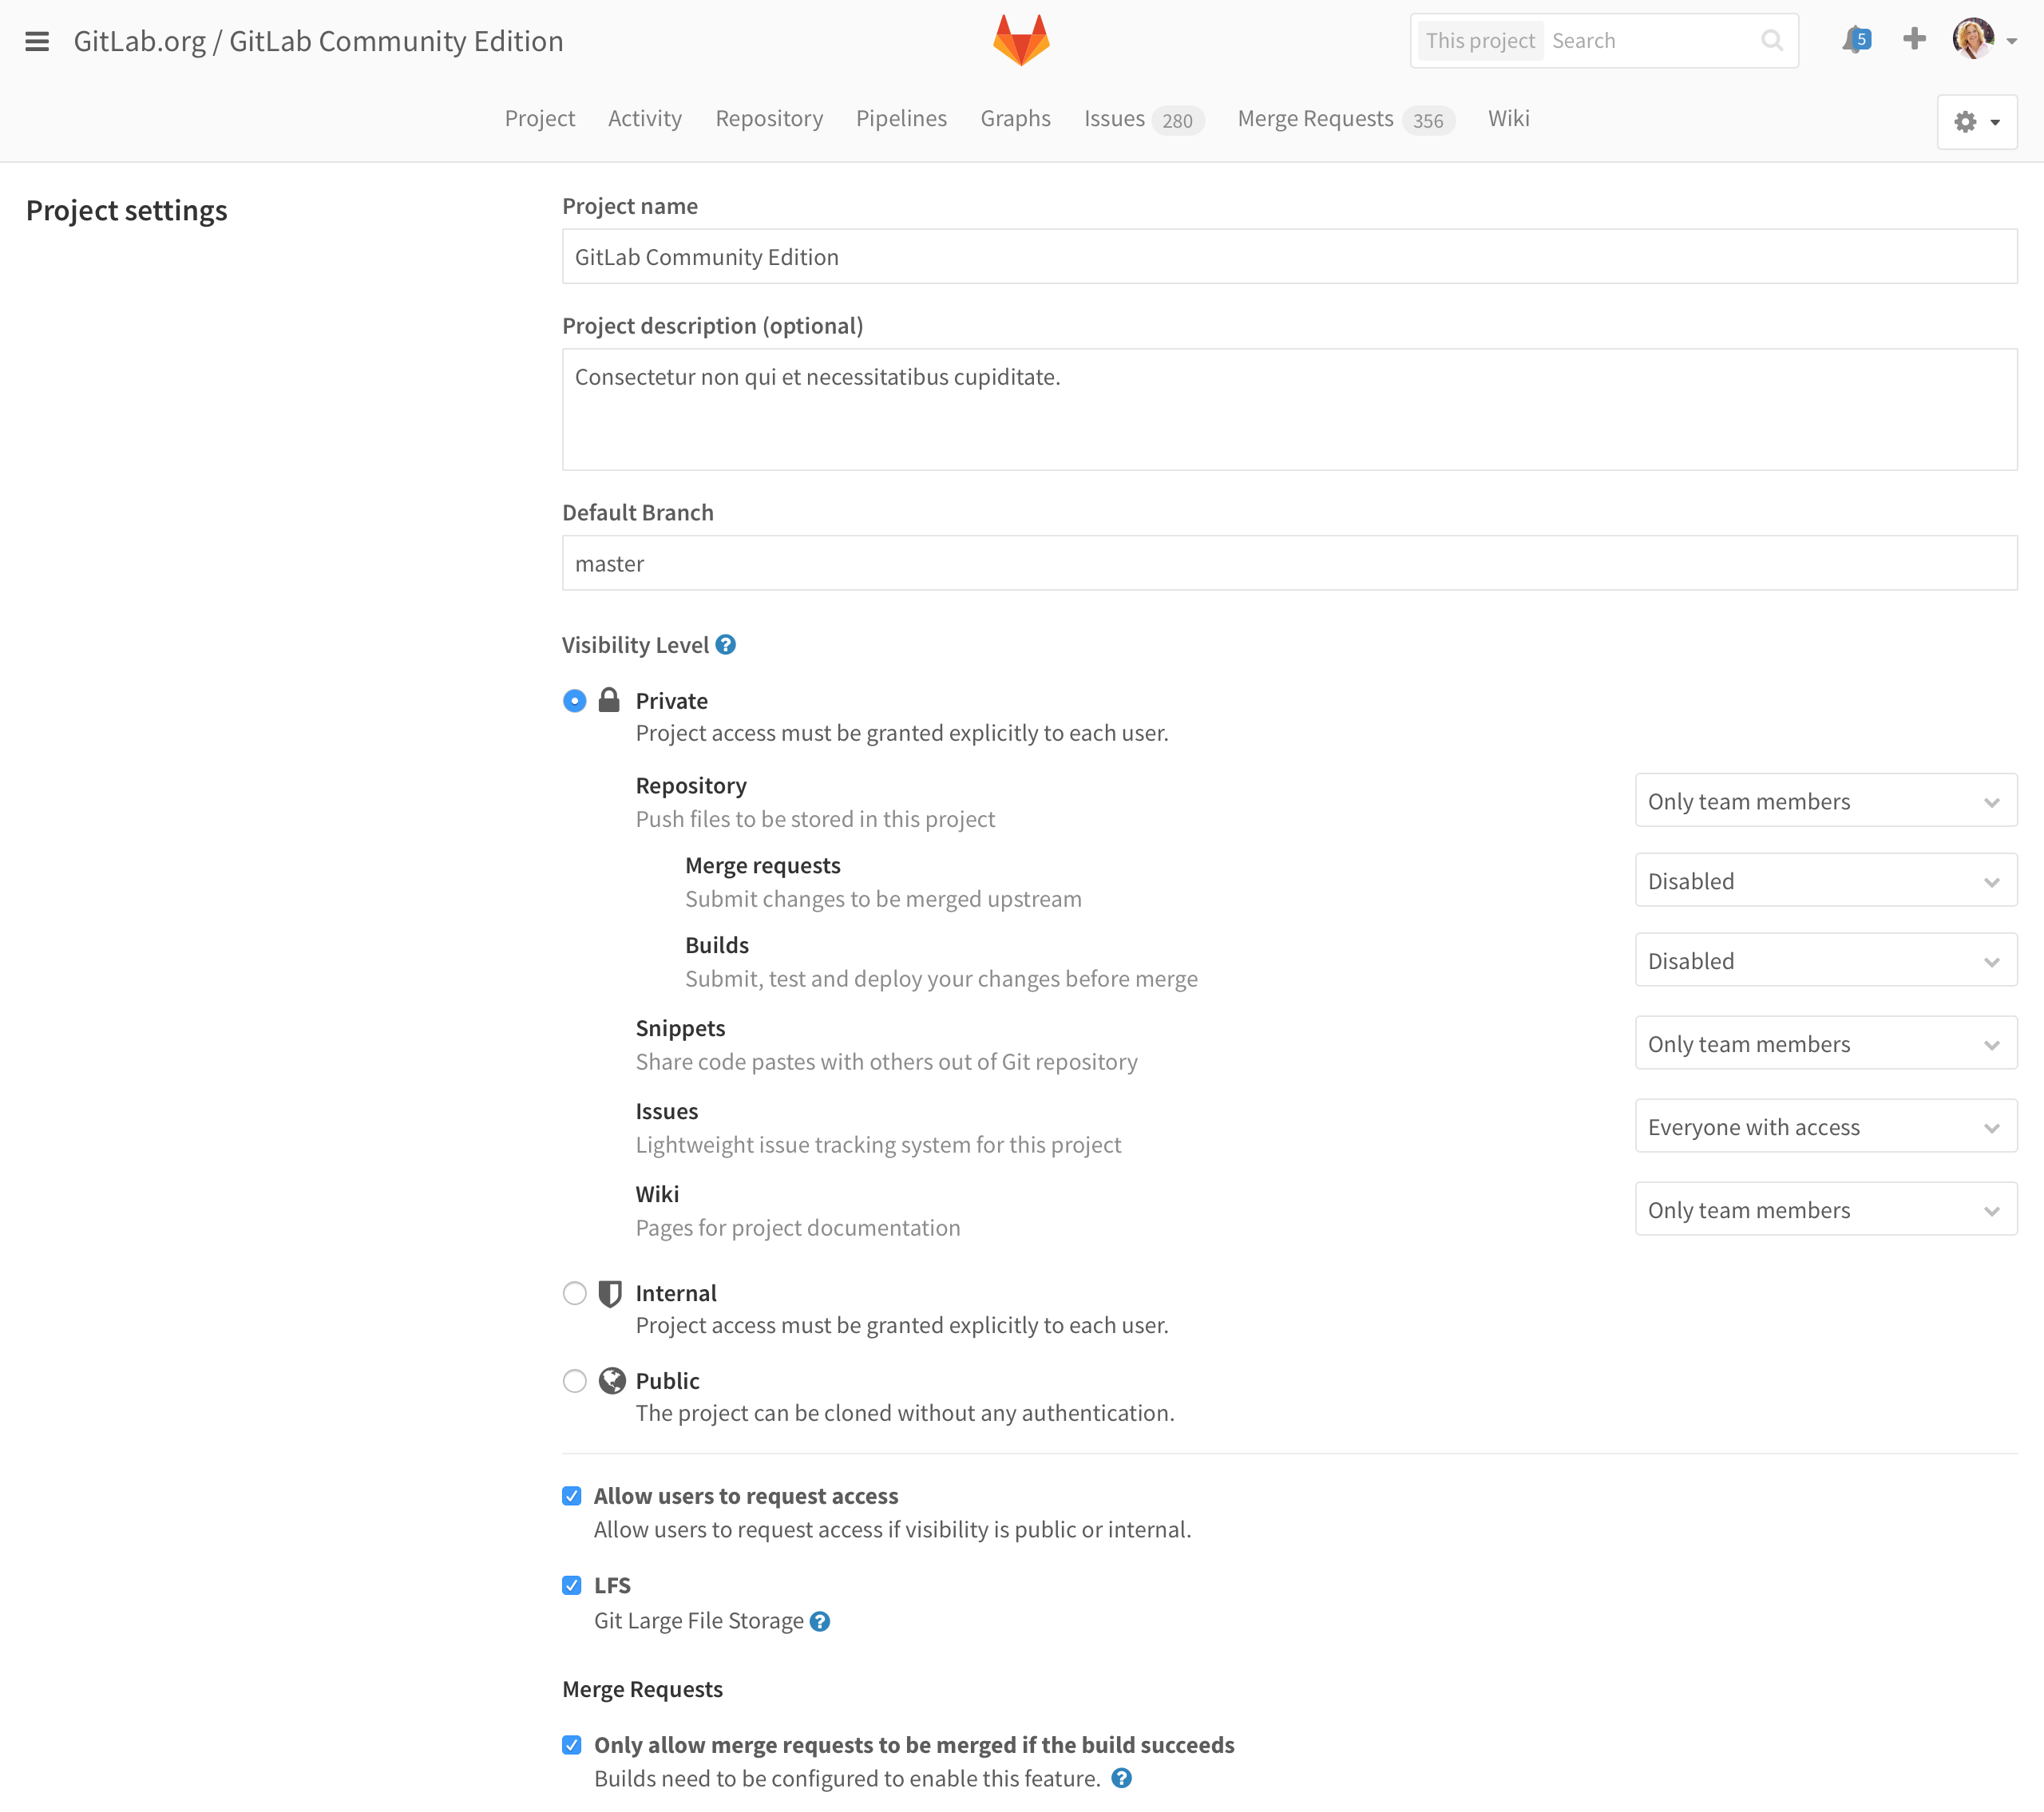 GitLab.org / GitLab Community Edition
This project Search
5
Project Activity Repository Pipelines Graphs Issues 280 Merge Requests 356 Wiki
Project settings
Project name
GitLab Community Edition
Project description (optional)
Consectetur non qui et necessitatibus cupiditate.
Default Branch
master
Visibility Level ?
Private
Project access must be granted explicitly to each user.
Repository
Push files to be stored in this project
Only team members
Merge requests
Submit changes to be merged upstream
Disabled
Builds
Submit, test and deploy your changes before merge
Disabled
Snippets
Share code pastes with others out of Git repository
Only team members
Issues
Lightweight issue tracking system for this project
Everyone with access
Wiki
Pages for project documentation
Only team members
Internal
Project access must be granted explicitly to each user.
Public
The project can be cloned without any authentication.
Allow users to request access
Allow users to request access if visibility is public or internal.
LFS
Git Large File Storage ?
Merge Requests
Only allow merge requests to be merged if the build succeeds
Builds need to be configured to enable this feature. ?